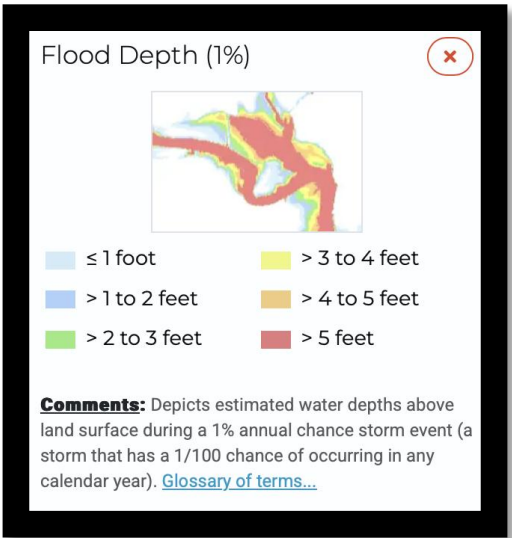 Flood Depth (1%)
≤ 1 foot
> 3 to 4 feet
> 1 to 2 feet
> 4 to 5 feet
> 2 to 3 feet
> 5 feet
Comments: Depicts estimated water depths above
land surface during a 1% annual chance storm event (a
storm that has a 1/100 chance of occurring in any
calendar year). Glossary of terms...